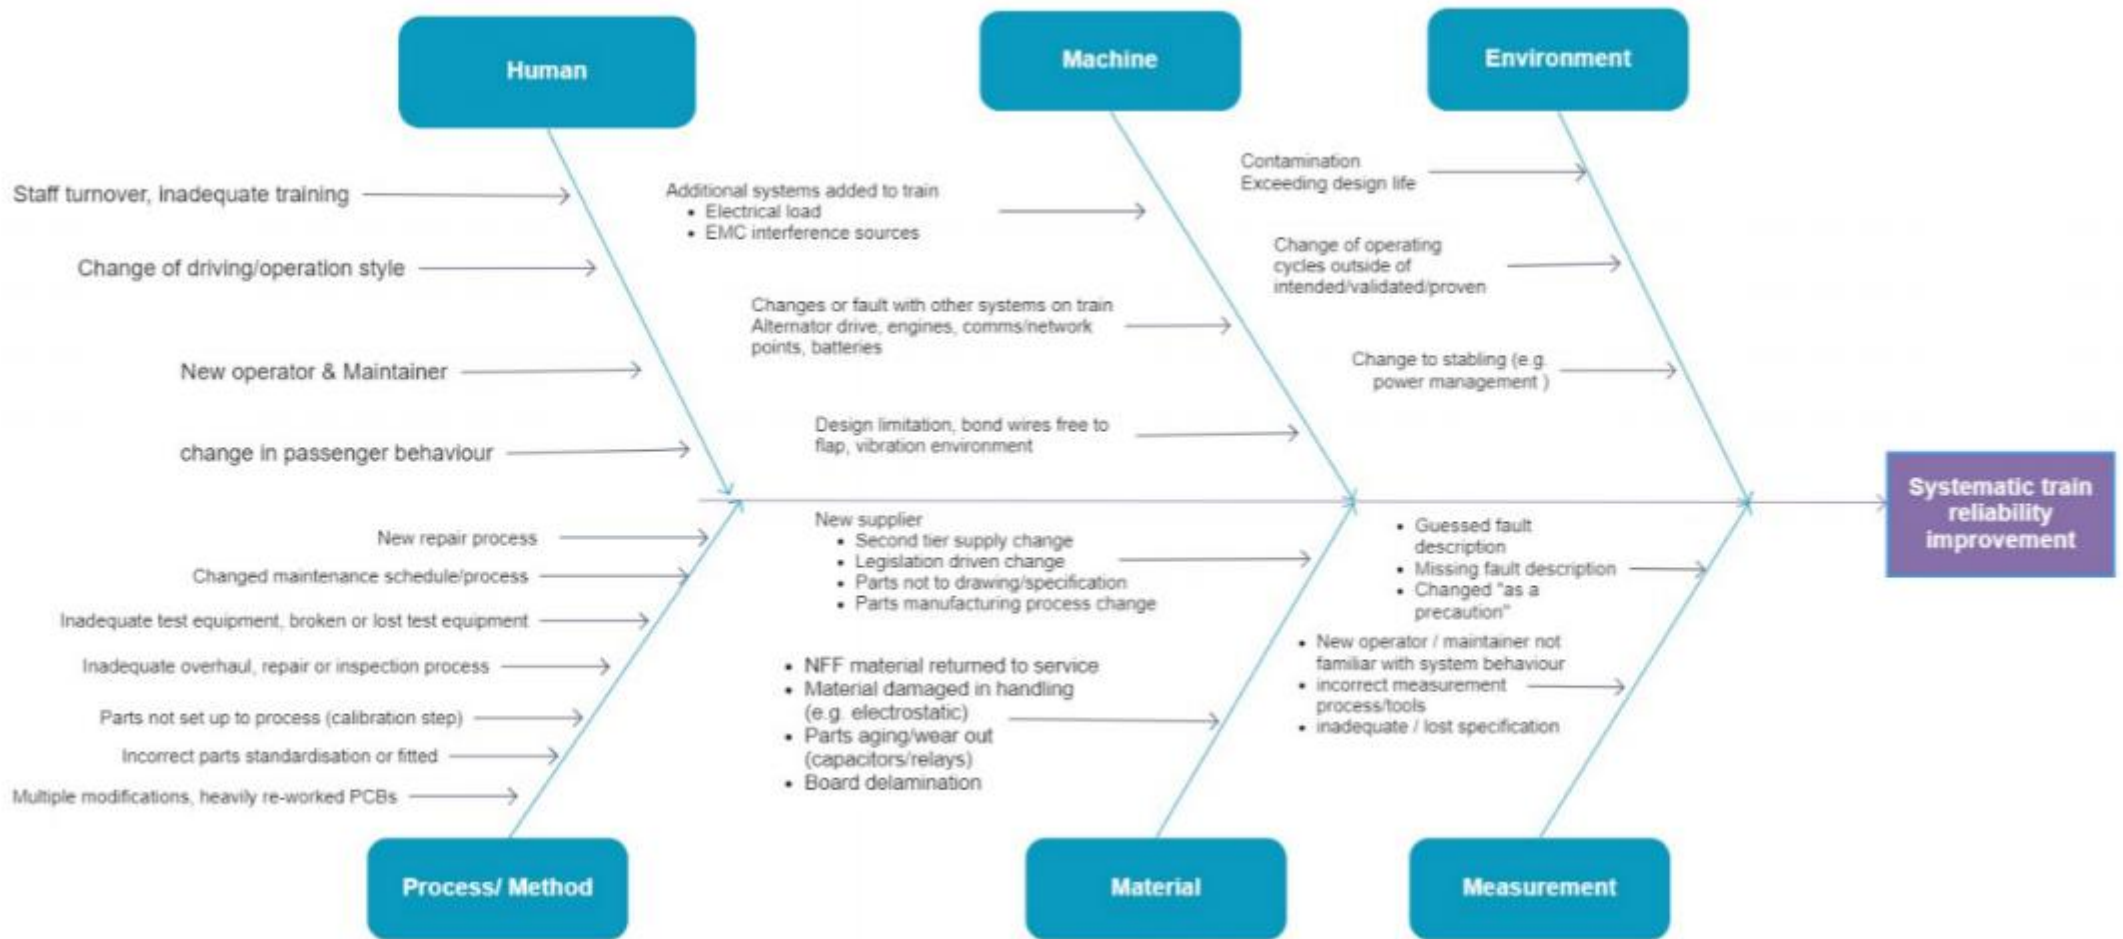 Human
Machine
Environment
Staff turnover, inadequate training
Change of driving/operation style
New operator & Maintainer
change in passenger behaviour
Additional systems added to train
• Electrical load
• EMC interference sources
Changes or fault with other systems on train
Alternator drive, engines, comms/network
points, batteries
Design limitation, bond wires free to
flap, vibration environment
Contamination
Exceeding design life
Change of operating
cycles outside of
intended/validated/proven
Change to stabling (e.g.
power management )
Systematic train
reliability
improvement
New repair process
Changed maintenance schedule/process
Inadequate test equipment, broken or lost test equipment
Inadequate overhaul, repair or inspection process
Parts not set up to process (calibration step)
Incorrect parts standardisation or fitted
Multiple modifications, heavily re-worked PCBs
New supplier
• Second tier supply change
• Legislation driven change
• Parts not to drawing/specification
• Parts manufacturing process change
• NFF material returned to service
• Material damaged in handling
(e.g. electrostatic)
• Parts aging/wear out
(capacitors/relays)
• Board delamination
• Guessed fault
description
• Missing fault description
• Changed "as a
precaution"
• New operator / maintainer not
familiar with system behaviour
• incorrect measurement
process/tools
• inadequate / lost specification
Process/ Method
Material
Measurement